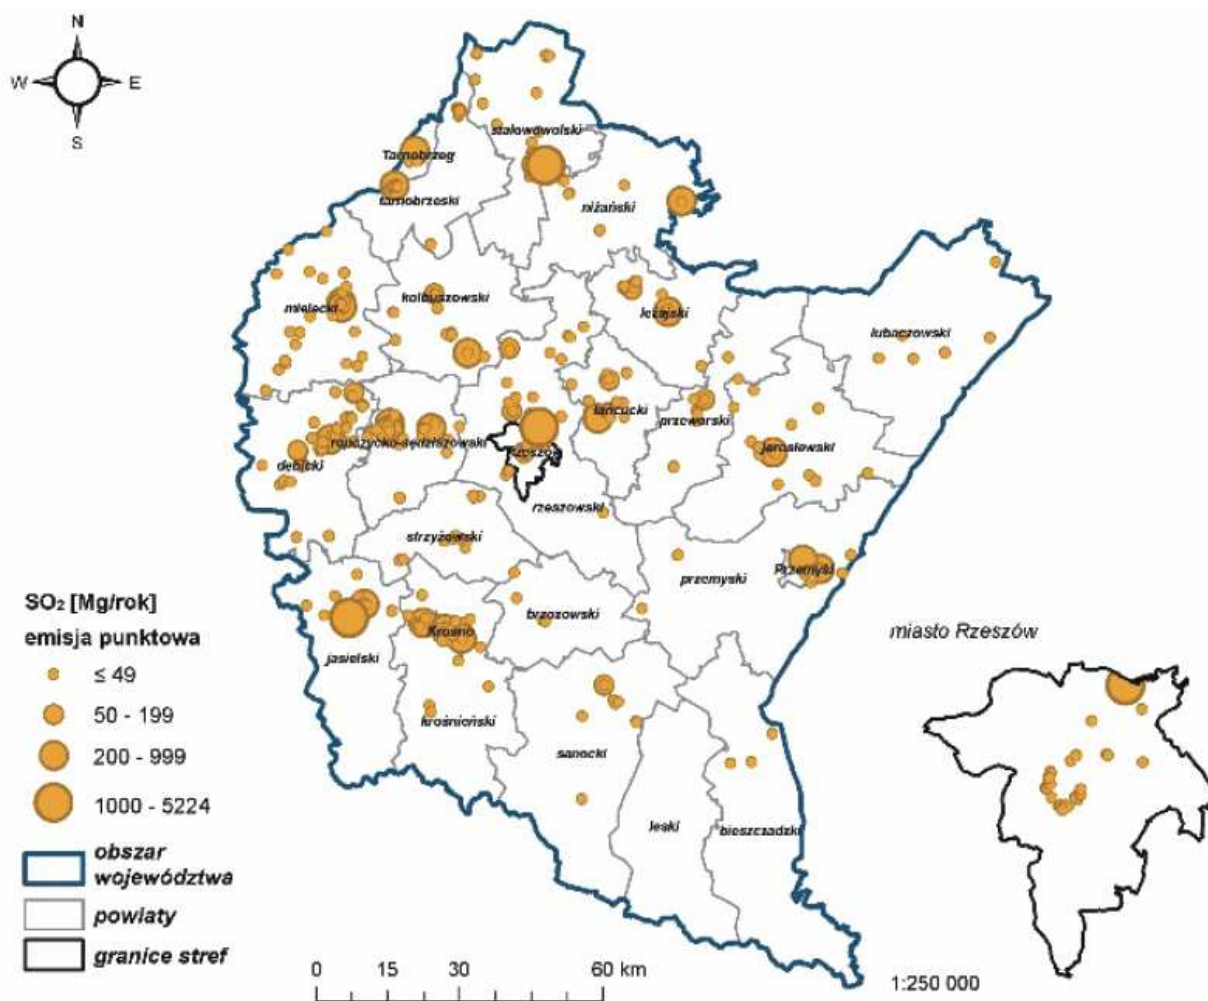 N
W E
S
stalowowolski
Tarnobrzeg
tarnobrzeski
niżański
mielecki
kolbuszowski
leżajski
lubaczowski
łańcucki
przeworski
ropczycko-sędziszowski
jarosławski
dębicki
Rzeszów
rzeszowski
strzyżowski
przemyski
Przemyśl
brzozowski
Krosno
jasielski
krośnieński
sanocki
leski
bieszczadzki
miasto Rzeszów
SO₂ [Mg/rok]
emisja punktowa
≤ 49
50 - 199
200 - 999
1000 - 5224
obszar
województwa
powiaty
granice stref
0 15 30 60 km
1:250 000